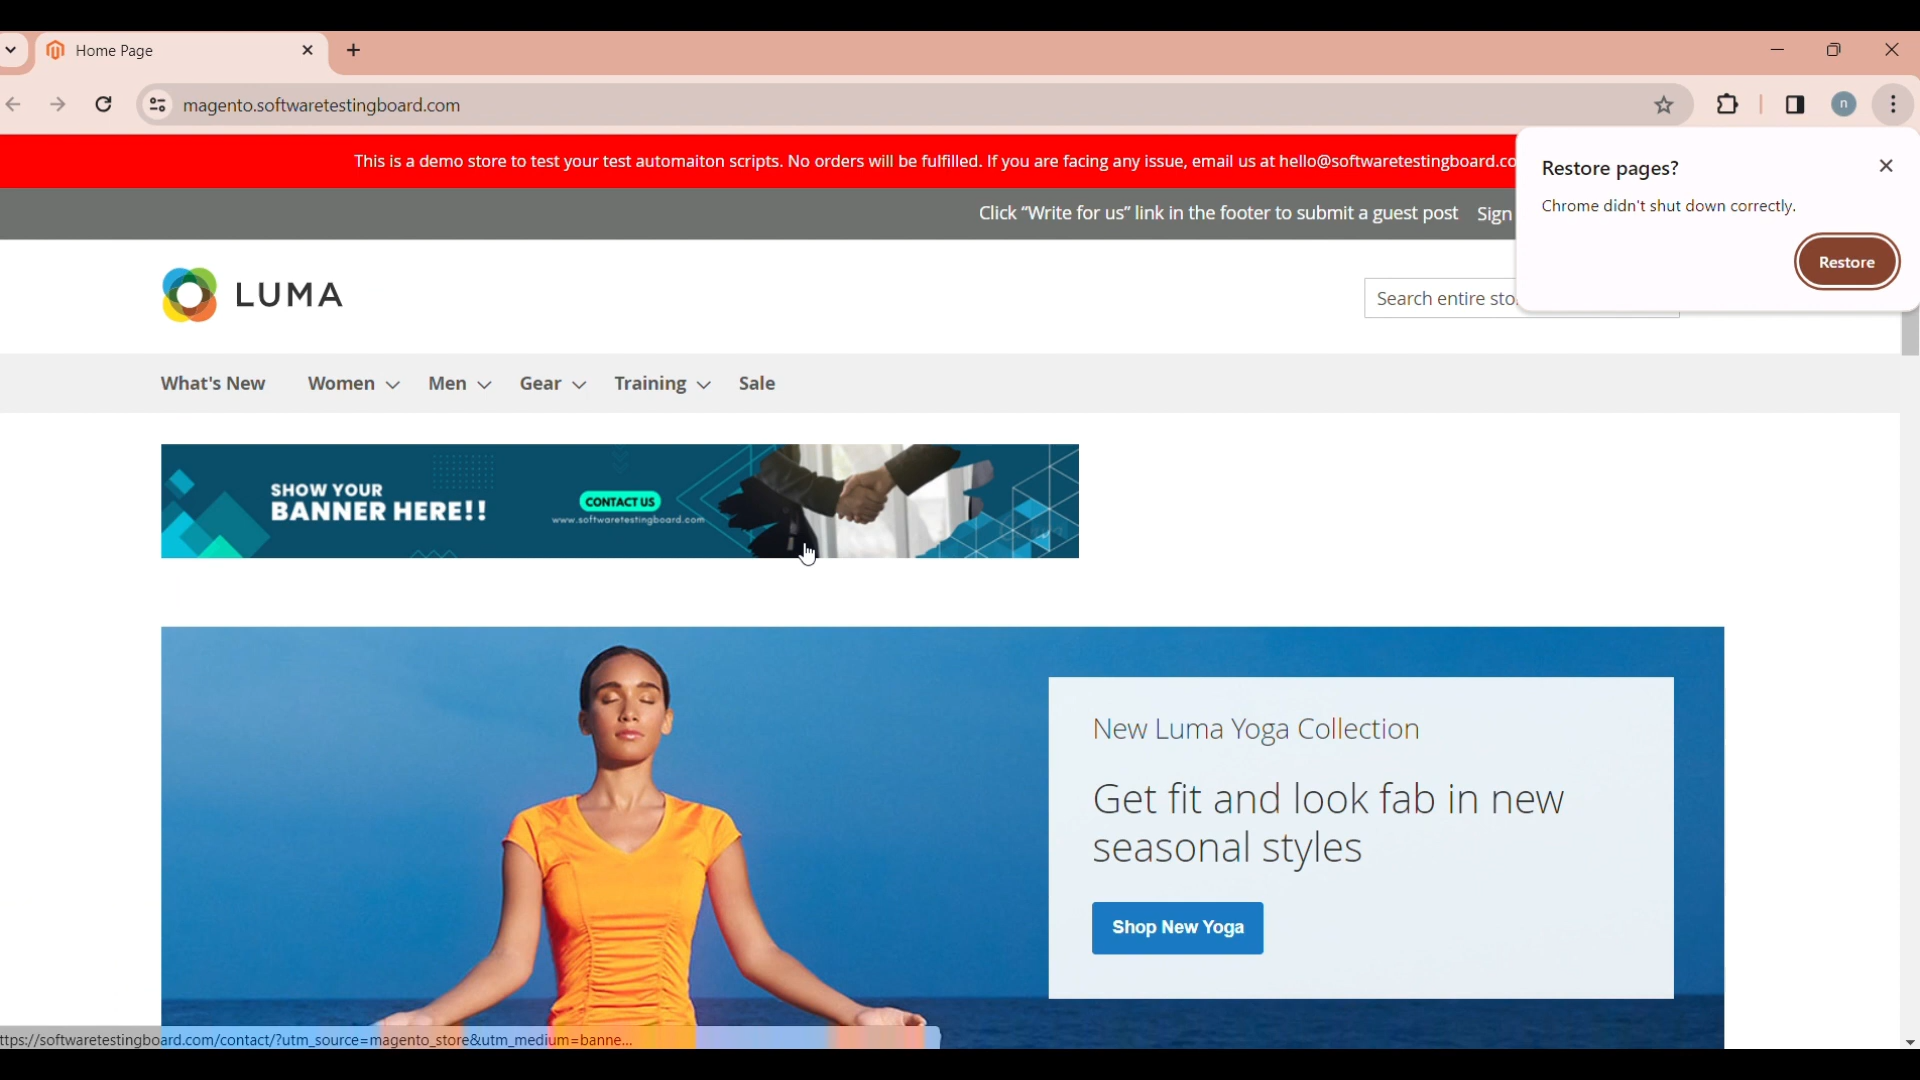 Home Page
magento.softwaretestingboard.com
This is a demo store to test your test automaiton scripts. No orders will be fulfilled. If you are facing any issue, email us at hello@softwaretestingboard.co
Restore pages?
Chrome didn't shut down correctly.
Restore
Click “Write for us” link in the footer to submit a guest post Sign
LUMA
Search entire sto
What's New Women Men Gear Training Sale
SHOW YOUR
BANNER HERE!!
CONTACT US
www.softwaretestingboard.com
New Luma Yoga Collection
Get fit and look fab in new
seasonal styles
Shop New Yoga
ttps://softwaretestingboard.com/contact/?utm_source=magento_store&utm_medium=banne...
n